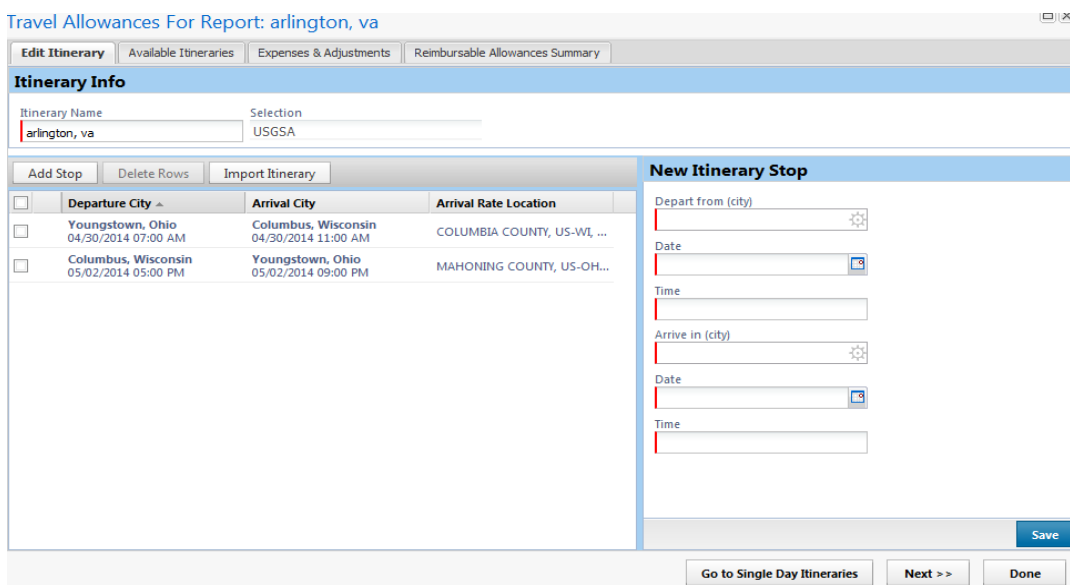 Travel Allowances For Report: arlington, va
Edit Itinerary Available Itineraries Expenses & Adjustments Reimbursable Allowances Summary
Itinerary Info
Itinerary Name Selection
arlington, va USGSA
Add Stop Delete Rows Import Itinerary
Departure City Arrival City Arrival Rate Location
Youngstown, Ohio Columbus, Wisconsin COLUMBIA COUNTY, US-WI, ...
04/30/2014 07:00 AM 04/30/2014 11:00 AM
Columbus, Wisconsin Youngstown, Ohio MAHONING COUNTY, US-OH...
05/02/2014 05:00 PM 05/02/2014 09:00 PM
New Itinerary Stop
Depart from (city)
Date
Time
Arrive in (city)
Date
Time
Save
Go to Single Day Itineraries Next >> Done